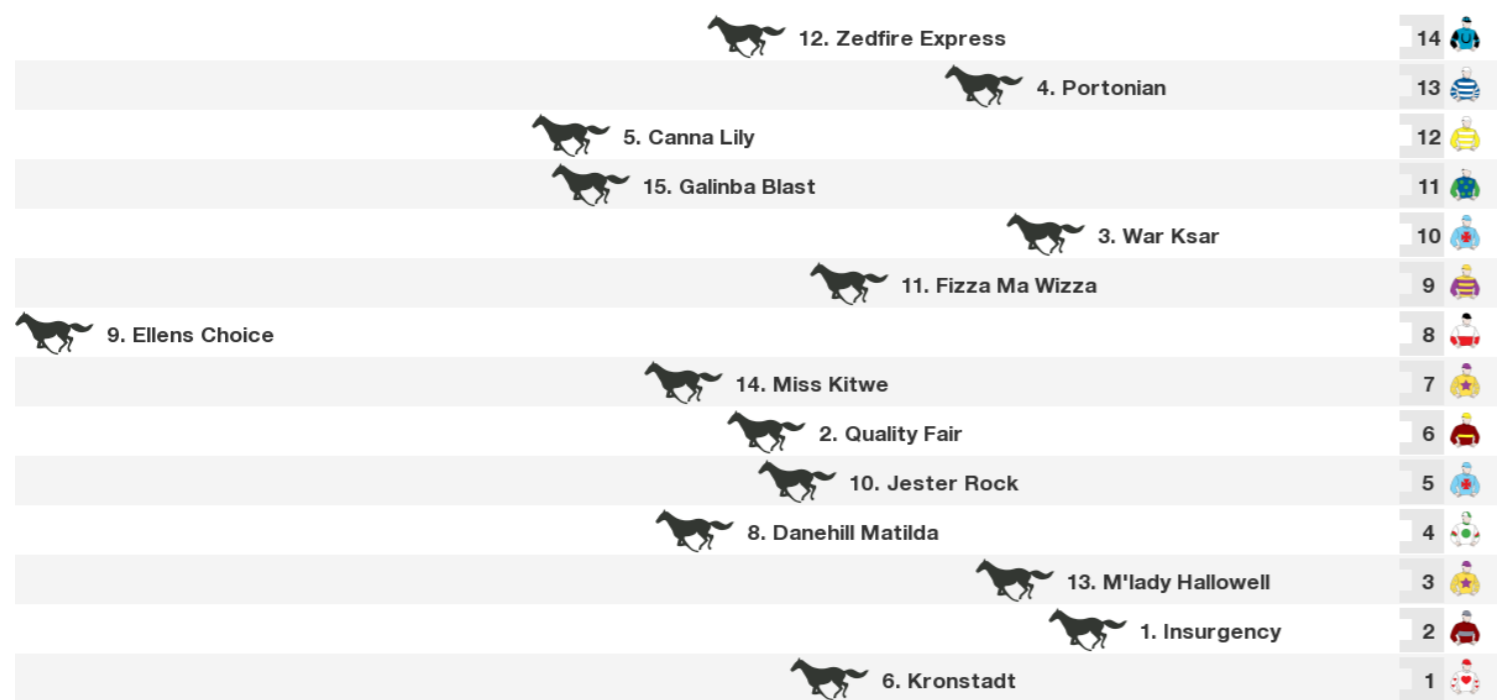 12. Zedfire Express 14
4. Portonian 13
5. Canna Lily 12
15. Galinba Blast 11
3. War Ksar 10
11. Fizza Ma Wizza 9
9. Ellens Choice 8
14. Miss Kitwe 7
2. Quality Fair 6
10. Jester Rock 5
8. Danehill Matilda 4
13. M'lady Hallowell 3
1. Insurgency 2
6. Kronstadt 1